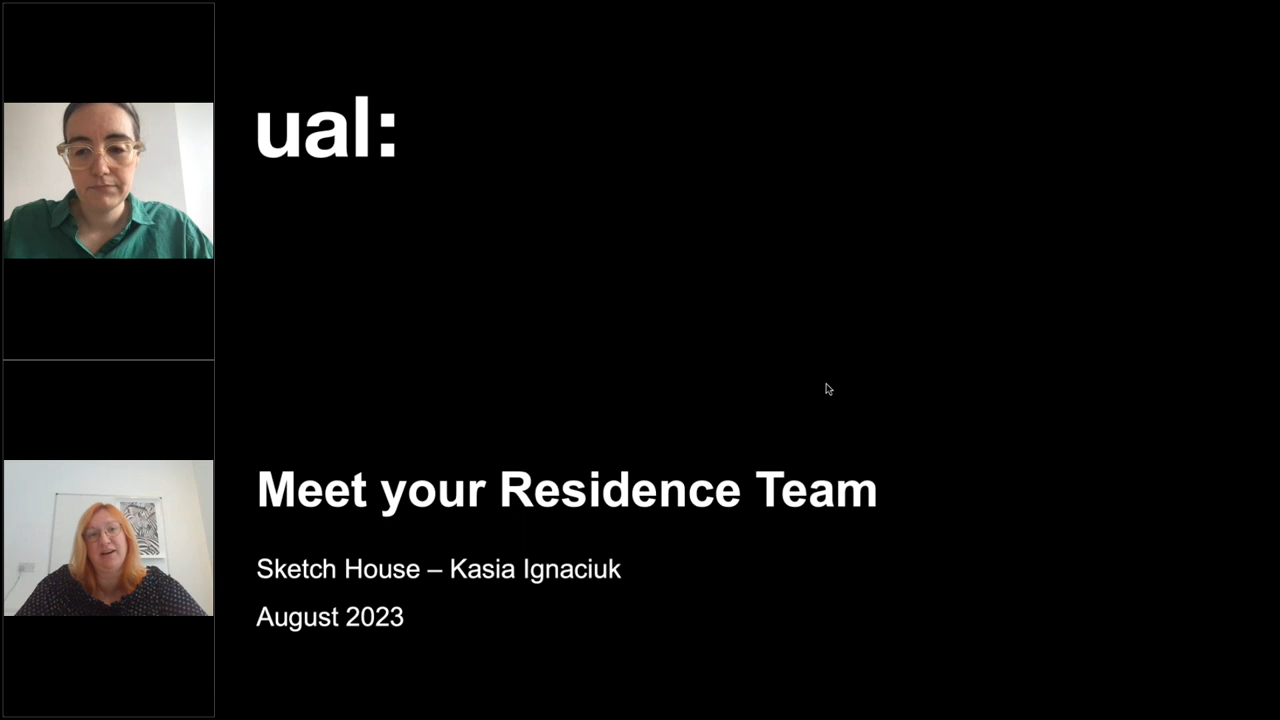 ual:
Meet your Residence Team
Sketch House – Kasia Ignaciuk
August 2023